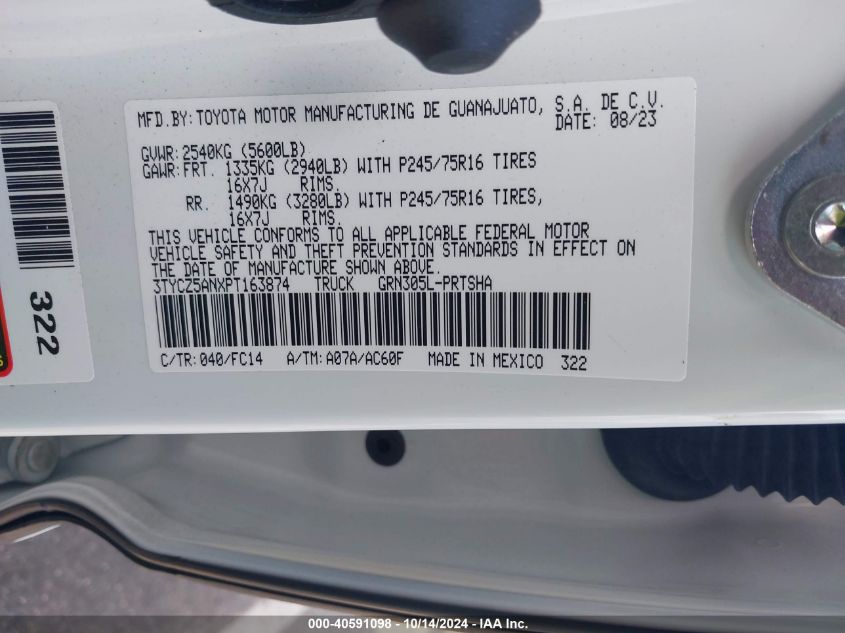 MFD.BY:TOYOTA MOTOR MANUFACTURING DE GUANAJUATO, S.A. DE C.V.
DATE: 08/23
GVWR:2540KG (5600LB)
GAWR:FRT. 1335KG (2940LB) WITH P245/75R16 TIRES
16X7J RIMS.
RR. 1490KG (3280LB) WITH P245/75R16 TIRES,
16X7J RIMS.
THIS VEHICLE CONFORMS TO ALL APPLICABLE FEDERAL MOTOR
VEHICLE SAFETY AND THEFT PREVENTION STANDARDS IN EFFECT ON
THE DATE OF MANUFACTURE SHOWN ABOVE.
3TYCZ5ANXPT163874 TRUCK GRN305L-PRTSHA
C/TR:040/FC14 A/TM:A07A/AC60F MADE IN MEXICO 322
322
000-40591098 - 10/14/2024 - IAA Inc.